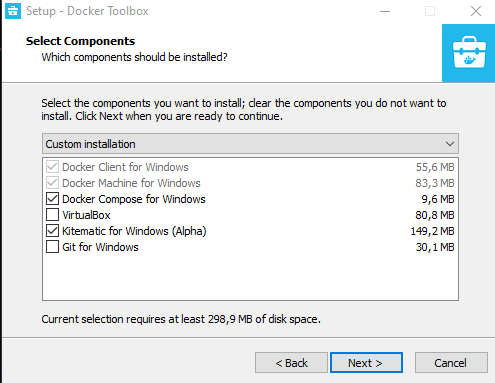 Setup - Docker Toolbox
Select Components
Which components should be installed?
Select the components you want to install; clear the components you do not want to
install. Click Next when you are ready to continue.
Custom installation
Docker Client for Windows 55,6 MB
Docker Machine for Windows 83,3 MB
Docker Compose for Windows 9,6 MB
VirtualBox 80,8 MB
Kitematic for Windows (Alpha) 149,2 MB
Git for Windows 30,1 MB
Current selection requires at least 298,9 MB of disk space.
< Back Next > Cancel